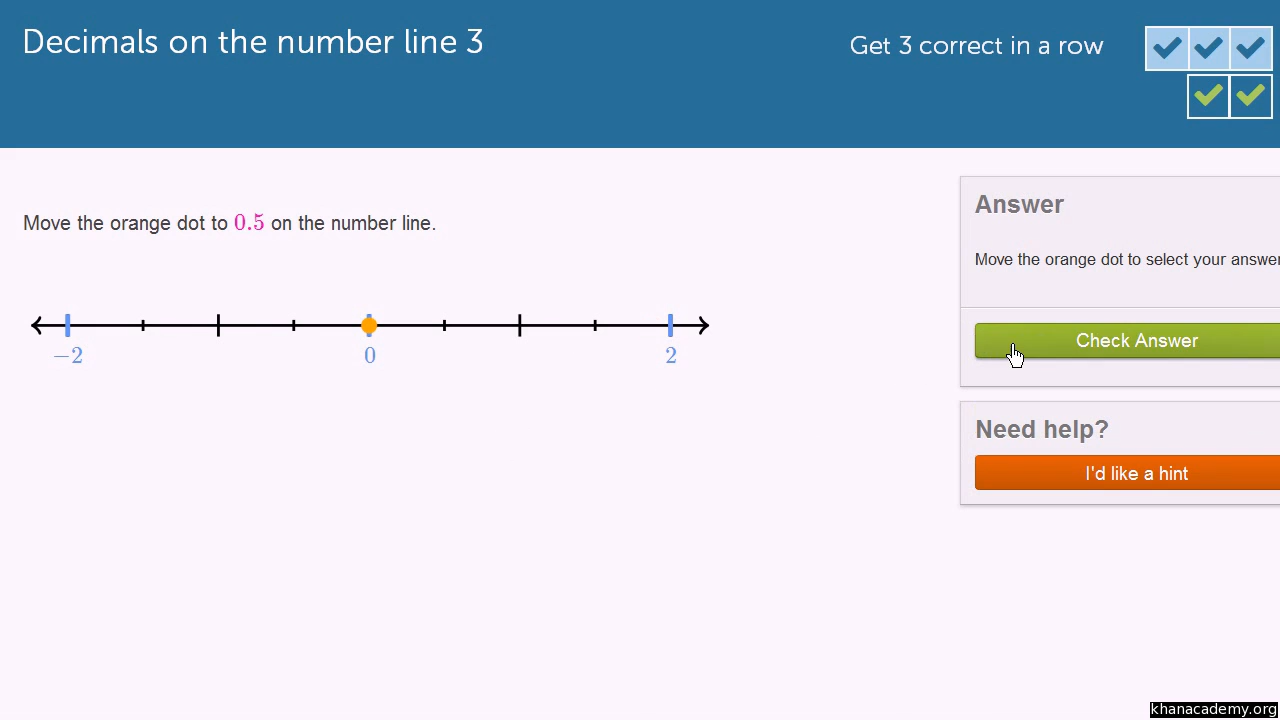 Decimals on the number line 3
Get 3 correct in a row
Move the orange dot to 0.5 on the number line.
−2
0
2
Answer
Move the orange dot to select your answer
Check Answer
Need help?
I'd like a hint
khanacademy.org